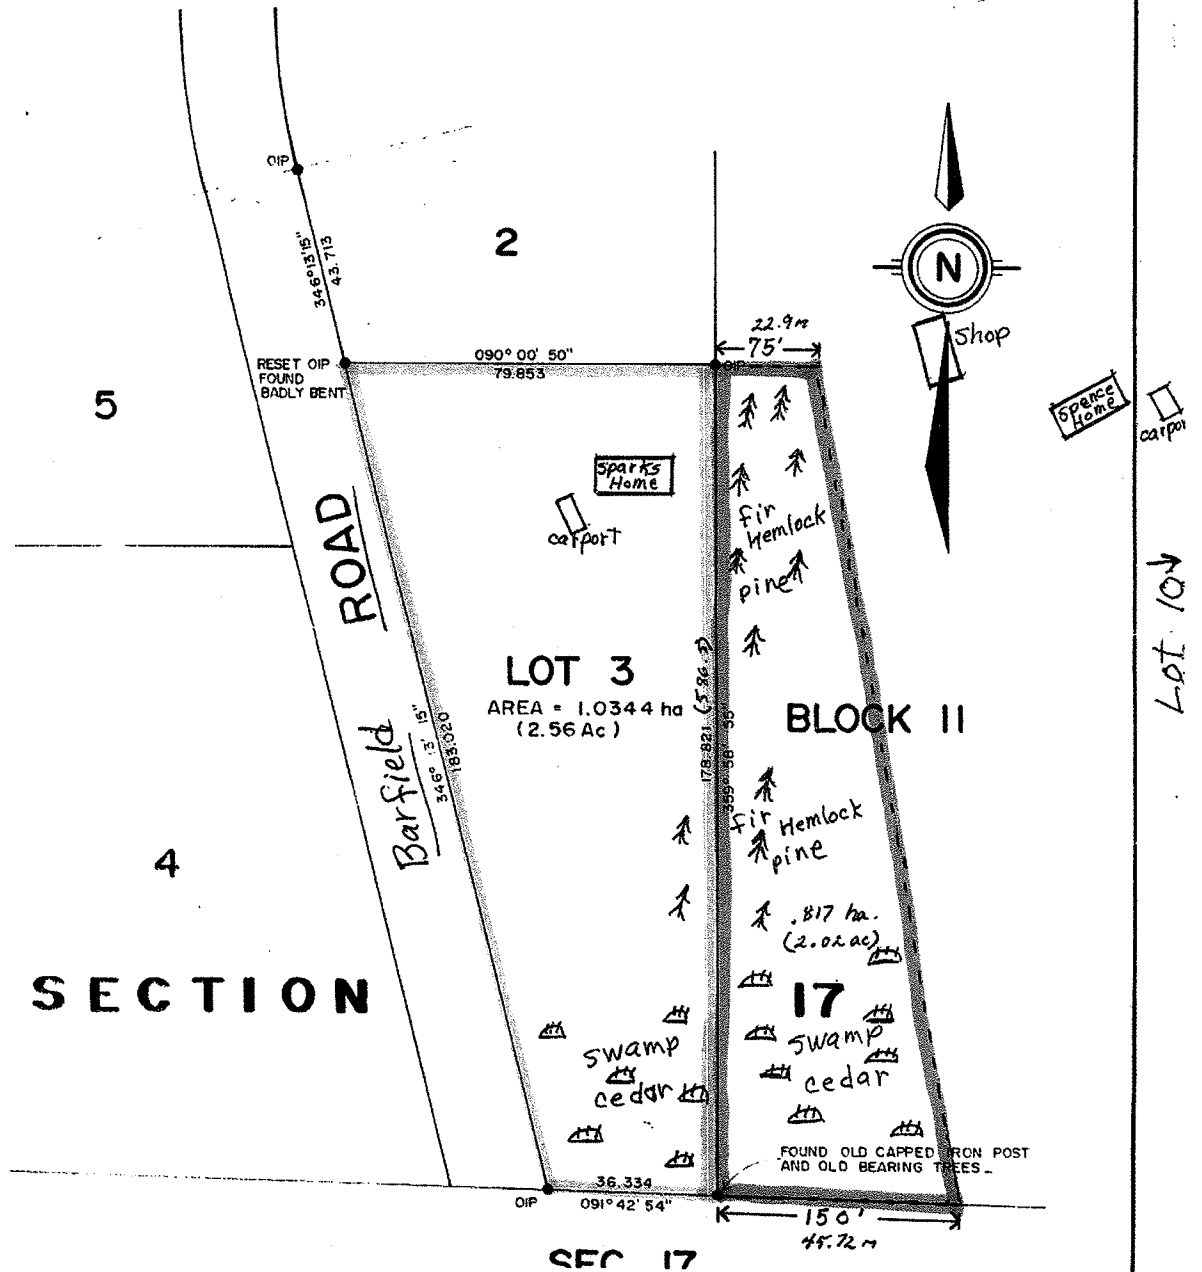 OIP
346°13'15"
43.713
2
N
22.9m
75'
shop
RESET OIP
FOUND
BADLY BENT
090° 00' 50"
79.853
OIP
5
Spence
Home
carpor
Sparks
Home
carport
fir
Hemlock
pine
ROAD
Lot 10
LOT 3
AREA = 1.0344 ha
(2.56 Ac)
178.821
359° 58' 55"
BLOCK 11
Barfield
346° 13' 15"
183.020
fir Hemlock
pine
4
.817 ha.
(2.02 ac)
SECTION
17
swamp
cedar
swamp
cedar
FOUND OLD CAPPED IRON POST
AND OLD BEARING TREES
36.334
OIP
091° 42' 54"
150'
45.72 m
SEC. 17